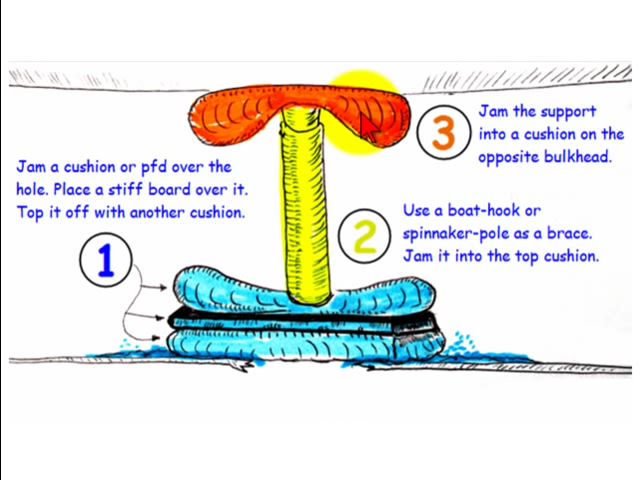 Jam the support
into a cushion on the
opposite bulkhead.
3
Jam a cushion or pfd over the
hole. Place a stiff board over it.
Top it off with another cushion.
1
Use a boat-hook or
spinnaker-pole as a brace.
Jam it into the top cushion.
2